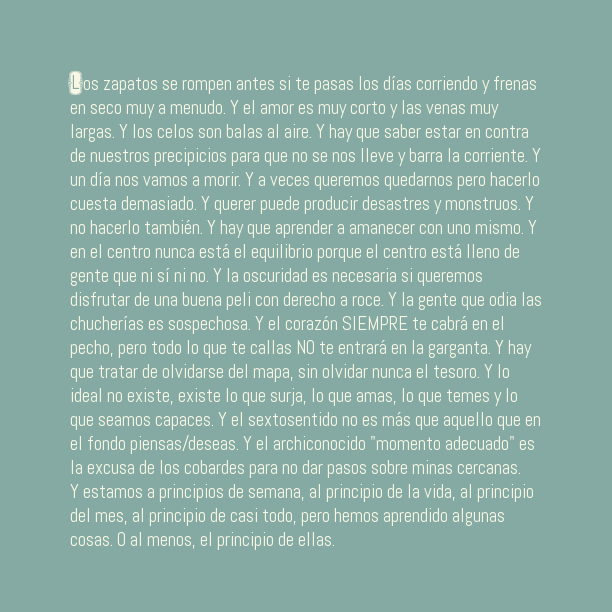 Los zapatos se rompen antes si te pasas los días corriendo y frenas
en seco muy a menudo. Y el amor es muy corto y las venas muy
largas. Y los celos son balas al aire. Y hay que saber estar en contra
de nuestros precipicios para que no se nos lleve y barra la corriente. Y
un día nos vamos a morir. Y a veces queremos quedarnos pero hacerlo
cuesta demasiado. Y querer puede producir desastres y monstruos. Y
no hacerlo también. Y hay que aprender a amanecer con uno mismo. Y
en el centro nunca está el equilibrio porque el centro está lleno de
gente que ni sí ni no. Y la oscuridad es necesaria si queremos
disfrutar de una buena peli con derecho a roce. Y la gente que odia las
chucherías es sospechosa. Y el corazón SIEMPRE te cabrá en el
pecho, pero todo lo que te callas NO te entrará en la garganta. Y hay
que tratar de olvidarse del mapa, sin olvidar nunca el tesoro. Y lo
ideal no existe, existe lo que surja, lo que amas, lo que temes y lo
que seamos capaces. Y el sextosentido no es más que aquello que en
el fondo piensas/deseas. Y el archiconocido "momento adecuado" es
la excusa de los cobardes para no dar pasos sobre minas cercanas.
Y estamos a principios de semana, al principio de la vida, al principio
del mes, al principio de casi todo, pero hemos aprendido algunas
cosas. O al menos, el principio de ellas.